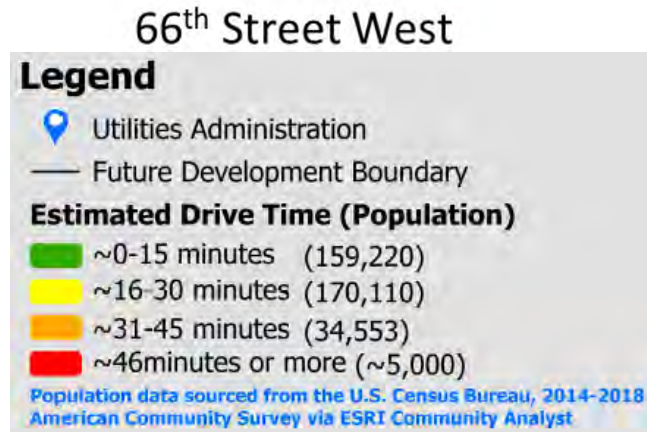 66th Street West
Legend
Utilities Administration
Future Development Boundary
Estimated Drive Time (Population)
~0-15 minutes (159,220)
~16-30 minutes (170,110)
~31-45 minutes (34,553)
~46minutes or more (~5,000)
Population data sourced from the U.S. Census Bureau, 2014-2018
American Community Survey via ESRI Community Analyst